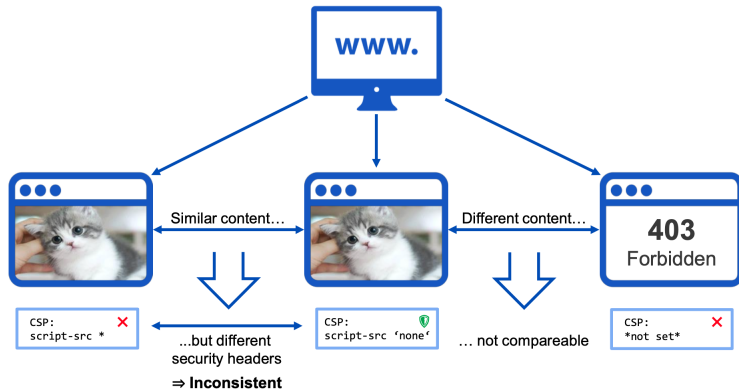 www.
Similar content…
Different content…
403
Forbidden
CSP:
script-src *
...but different
security headers
⇒ Inconsistent
CSP:
script-src ‘none‘
… not compareable
CSP:
*not set*